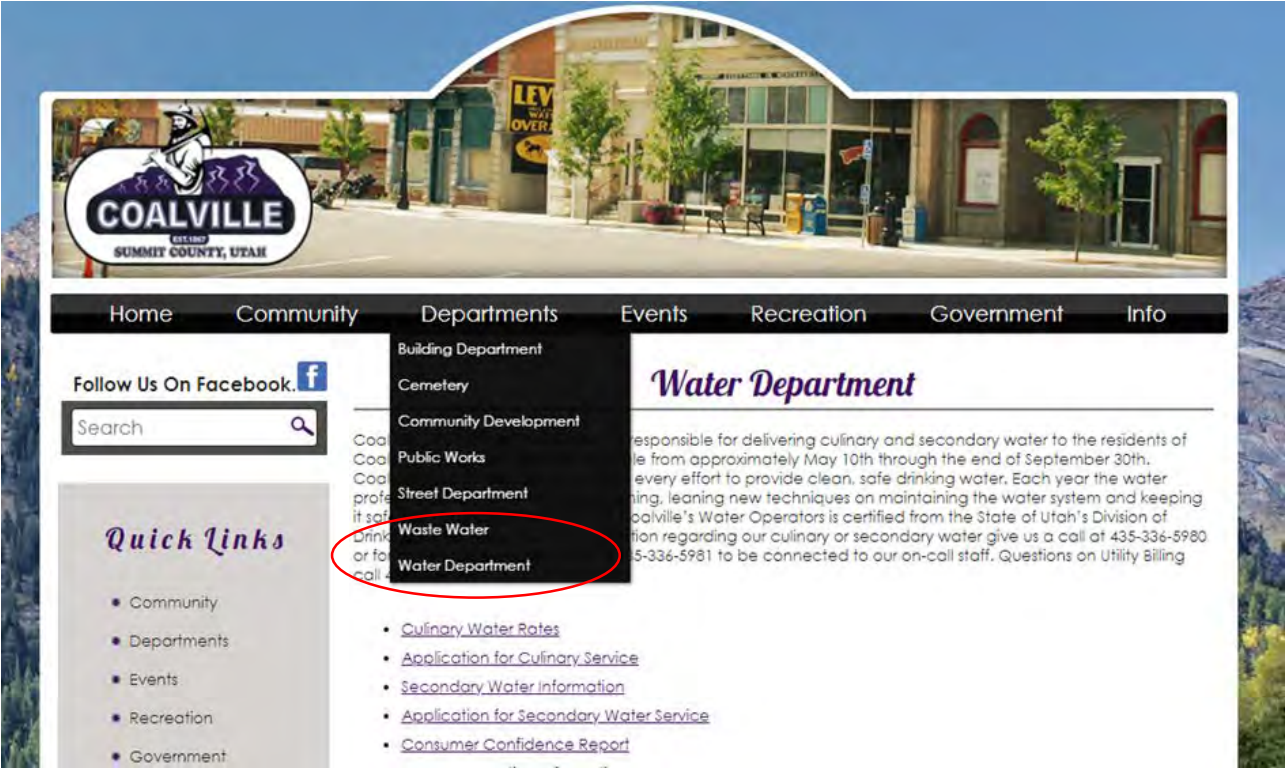 LEVI
OVERA
COALVILLE
EST.1867
SUMMIT COUNTY, UTAH
Home Community Departments Events Recreation Government Info
Building Department
Cemetery
Community Development
Public Works
Street Department
Waste Water
Water Department
Follow Us On Facebook. f
Search
Quick Links
Community
Departments
Events
Recreation
Government
Water Department
Coal responsible for delivering culinary and secondary water to the residents of
Coal le from approximately May 10th through the end of September 30th.
Coal every effort to provide clean, safe drinking water. Each year the water
profe ning, leaning new techniques on maintaining the water system and keeping
it saf oalville's Water Operators is certified from the State of Utah's Division of
Drink tion regarding our culinary or secondary water give us a call at 435-336-5980
or for 35-336-5981 to be connected to our on-call staff. Questions on Utility Billing
call 4
Culinary Water Rates
Application for Culinary Service
Secondary Water Information
Application for Secondary Water Service
Consumer Confidence Report